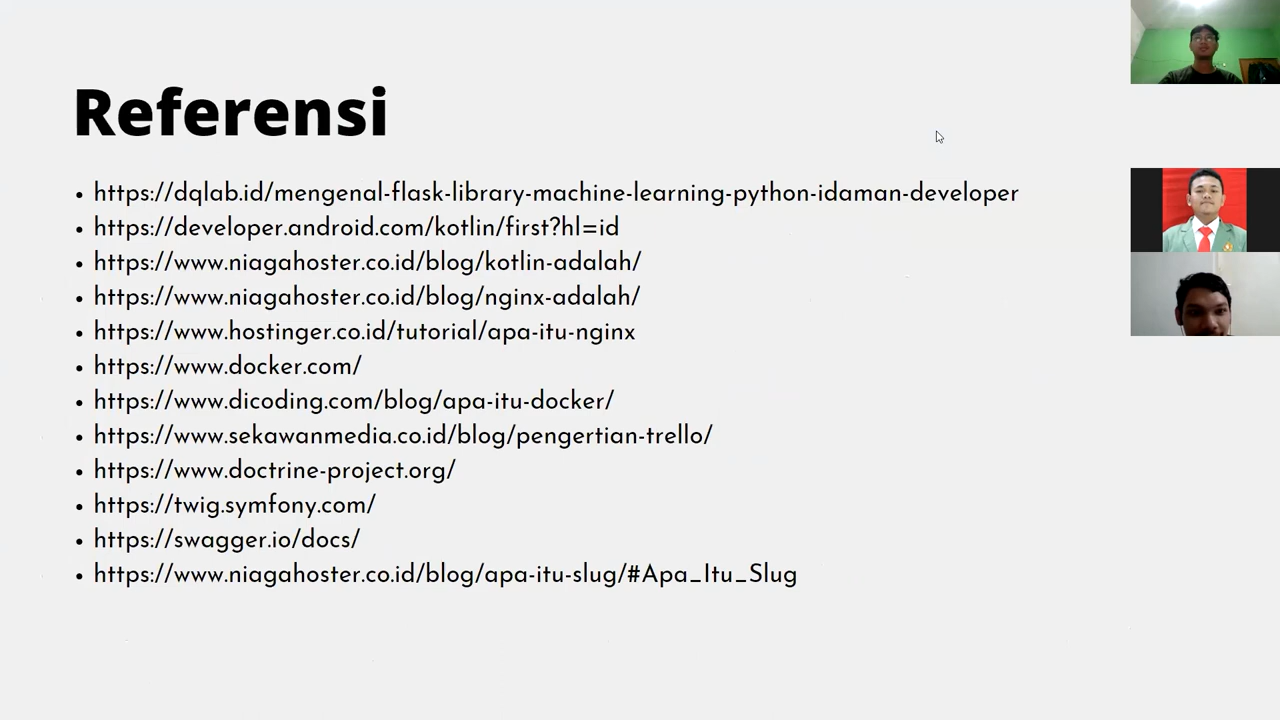 Referensi
• https://dqlab.id/mengenal-flask-library-machine-learning-python-idaman-developer
• https://developer.android.com/kotlin/first?hl=id
• https://www.niagahoster.co.id/blog/kotlin-adalah/
• https://www.niagahoster.co.id/blog/nginx-adalah/
• https://www.hostinger.co.id/tutorial/apa-itu-nginx
• https://www.docker.com/
• https://www.dicoding.com/blog/apa-itu-docker/
• https://www.sekawanmedia.co.id/blog/pengertian-trello/
• https://www.doctrine-project.org/
• https://twig.symfony.com/
• https://swagger.io/docs/
• https://www.niagahoster.co.id/blog/apa-itu-slug/#Apa_Itu_Slug